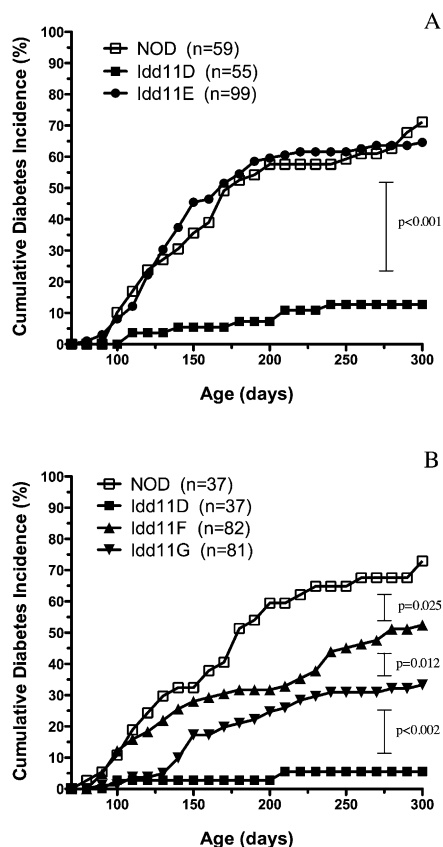 A
Cumulative Diabetes Incidence (%)
100
90
80
70
60
50
40
30
20
10
0
NOD (n=59)
Idd11D (n=55)
Idd11E (n=99)
p<0.001
100 150 200 250 300
Age (days)
B
Cumulative Diabetes Incidence (%)
100
90
80
70
60
50
40
30
20
10
0
NOD (n=37)
Idd11D (n=37)
Idd11F (n=82)
Idd11G (n=81)
p=0.025
p=0.012
p<0.002
100 150 200 250 300
Age (days)